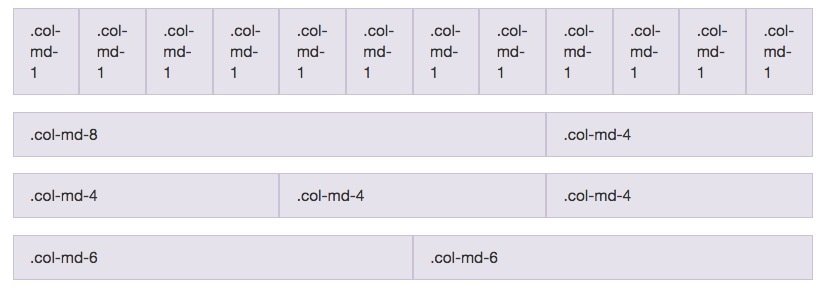 .col- .col- .col- .col- .col- .col- .col- .col- .col- .col- .col- .col-
md- md- md- md- md- md- md- md- md- md- md- md-
1 1 1 1 1 1 1 1 1 1 1 1
.col-md-8 .col-md-4
.col-md-4 .col-md-4 .col-md-4
.col-md-6 .col-md-6